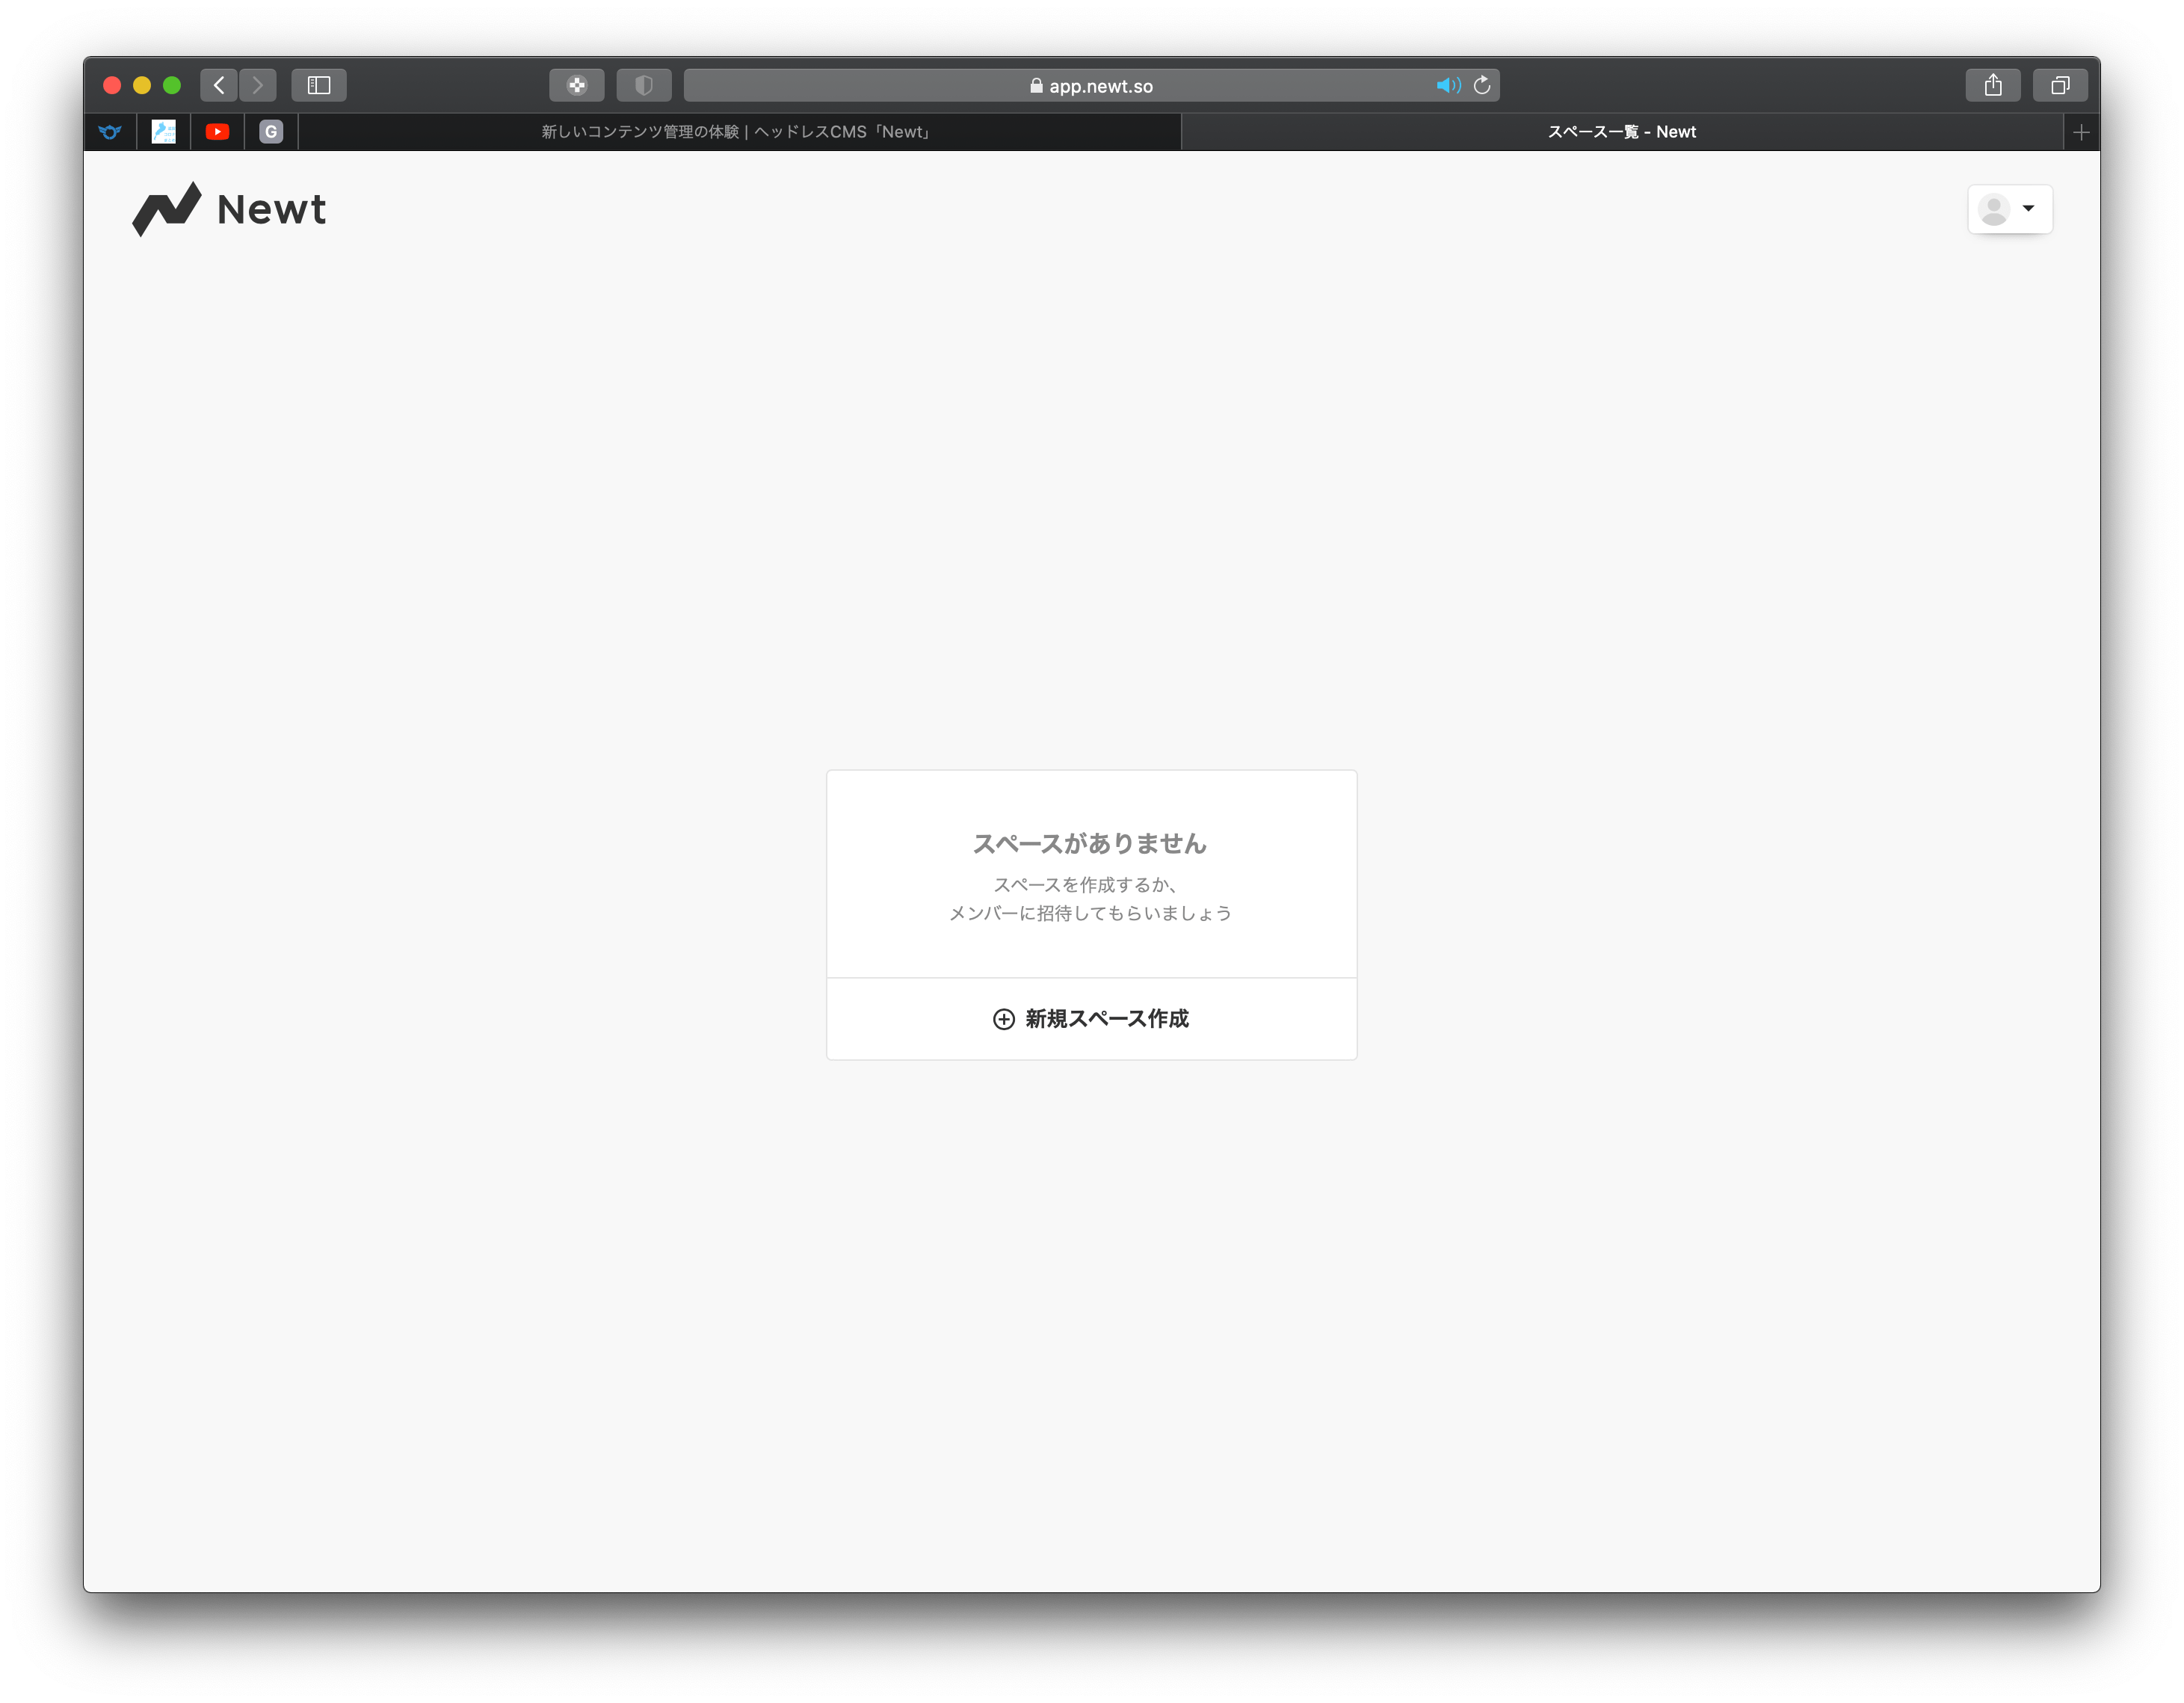 app.newt.so
G
新しいコンテンツ管理の体験 | ヘッドレスCMS「Newt」
スペース一覧 - Newt
Newt
スペースがありません
スペースを作成するか、
メンバーに招待してもらいましょう
新規スペース作成